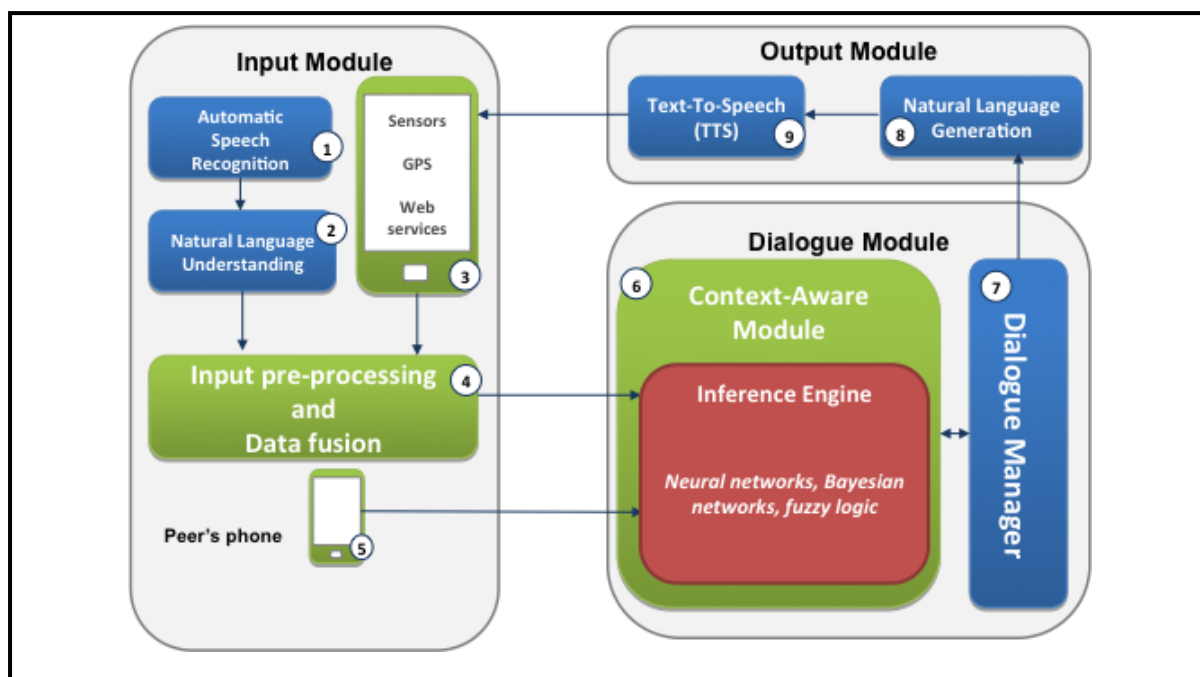 Input Module
Automatic
Speech
Recognition
1
Natural Language
Understanding
2
Sensors
GPS
Web
services
3
Input pre-processing
and
Data fusion
4
Peer's phone
5
Output Module
Text-To-Speech
(TTS)
9
Natural Language
Generation
8
Dialogue Module
6
Context-Aware
Module
Inference Engine
Neural networks, Bayesian
networks, fuzzy logic
7
Dialogue Manager